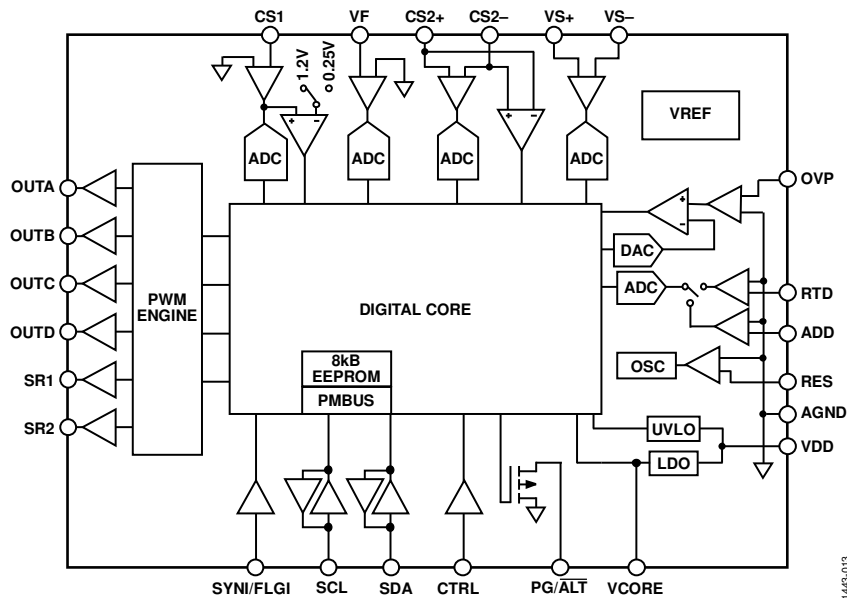 CS1
VF
CS2+
CS2–
VS+
VS–
1.2V
0.25V
+
–
+
–
VREF
ADC
ADC
ADC
ADC
OUTA
OUTB
OUTC
OUTD
SR1
SR2
PWM
ENGINE
DIGITAL CORE
8kB
EEPROM
PMBUS
+
–
DAC
ADC
OSC
UVLO
LDO
OVP
RTD
ADD
RES
AGND
VDD
SYNI/FLGI
SCL
SDA
CTRL
PG/ALT
VCORE
1443-013